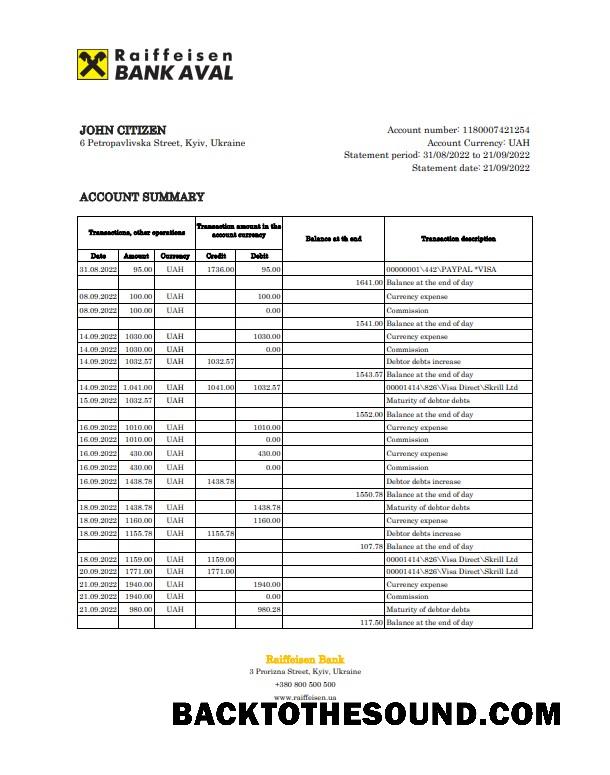 Raiffeisen
BANK AVAL
JOHN CITIZEN
6 Petropavlivska Street, Kyiv, Ukraine
Account number: 1180007421254
Account Currency: UAH
Statement period: 31/08/2022 to 21/09/2022
Statement date: 21/09/2022
ACCOUNT SUMMARY
Transactions, other operations Transaction amount in the account currency Balance at th end Transaction description
Date Amount Currency Credit Debit
31.08.2022 95.00 UAH 1736.00 95.00 00000001\442\PAYPAL *VISA
1641.00 Balance at the end of day
08.09.2022 100.00 UAH 100.00 Currency expense
08.09.2022 100.00 UAH 0.00 Commission
1541.00 Balance at the end of day
14.09.2022 1030.00 UAH 1030.00 Currency expense
14.09.2022 1030.00 UAH 0.00 Commission
14.09.2022 1032.57 UAH 1032.57 Debtor debts increase
1543.57 Balance at the end of day
14.09.2022 1.041.00 UAH 1041.00 1032.57 00001414\826\Visa Direct\Skrill Ltd
15.09.2022 1032.57 UAH Maturity of debtor debts
1552.00 Balance at the end of day
16.09.2022 1010.00 UAH 1010.00 Currency expense
16.09.2022 1010.00 UAH 0.00 Commission
16.09.2022 430.00 UAH 430.00 Currency expense
16.09.2022 430.00 UAH 0.00 Commission
16.09.2022 1438.78 UAH 1438.78 Debtor debts increase
1550.78 Balance at the end of day
18.09.2022 1438.78 UAH 1438.78 Maturity of debtor debts
18.09.2022 1160.00 UAH 1160.00 Currency expense
18.09.2022 1155.78 UAH 1155.78 Debtor debts increase
107.78 Balance at the end of day
18.09.2022 1159.00 UAH 1159.00 00001414\826\Visa Direct\Skrill Ltd
20.09.2022 1771.00 UAH 1771.00 00001414\826\Visa Direct\Skrill Ltd
21.09.2022 1940.00 UAH 1940.00 Currency expense
21.09.2022 1940.00 UAH 0.00 Commission
21.09.2022 980.00 UAH 980.28 Maturity of debtor debts
117.50 Balance at the end of day
Raiffeisen Bank
3 Prorizna Street, Kyiv, Ukraine
+380 800 500 500
www.raiffeisen.ua
BACKTOTHESOUND.COM